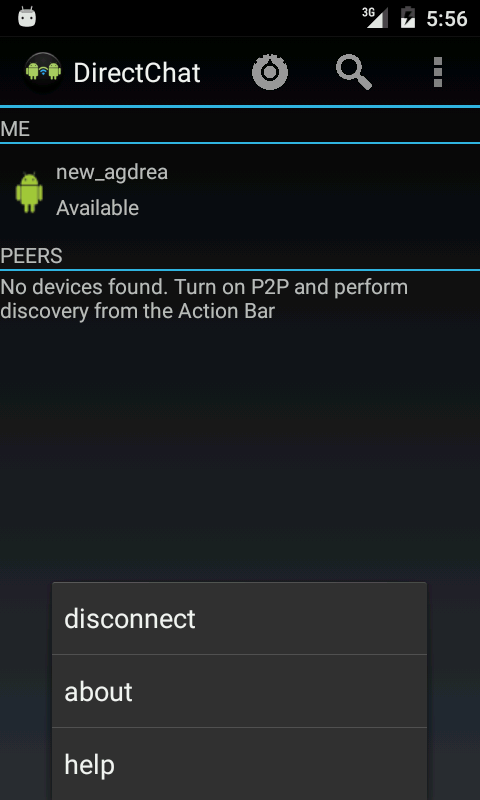 3G 5:56
DirectChat
ME
new_agdrea
Available
PEERS
No devices found. Turn on P2P and perform
discovery from the Action Bar
disconnect
about
help